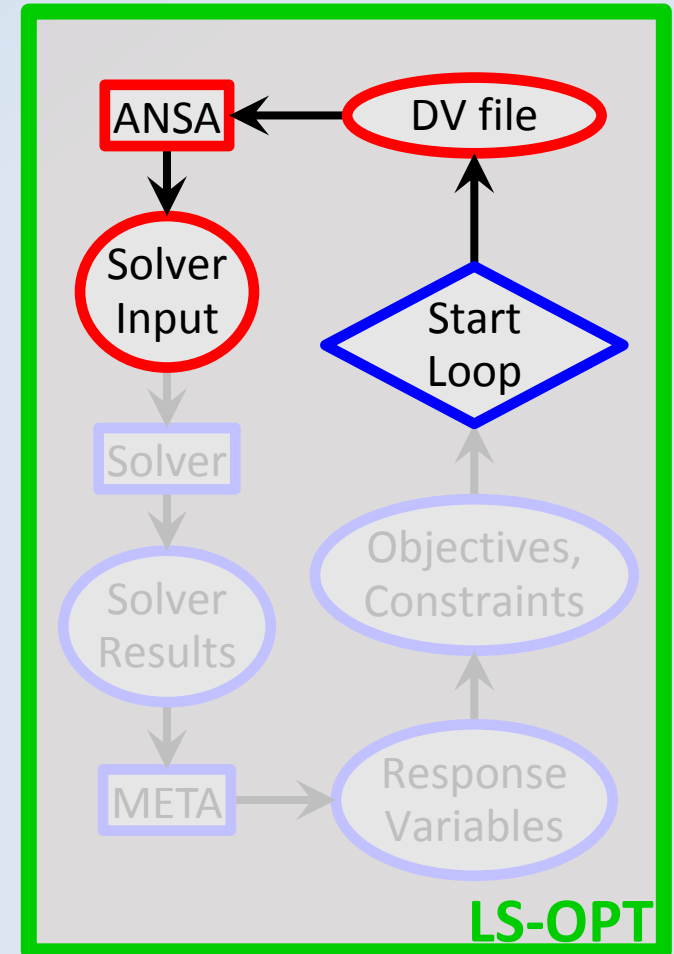 ANSA
DV file
Solver
Input
Start
Loop
Solver
Objectives,
Constraints
Solver
Results
META
Response
Variables
LS-OPT